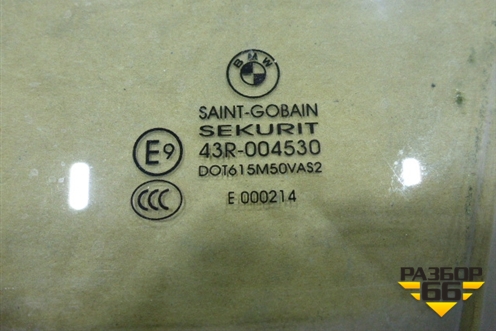 BMW
SAINT-GOBAIN
SEKURIT
E9 43R-004530
DOT615M50VAS2
CCC E 000214
РАЗБОР
66